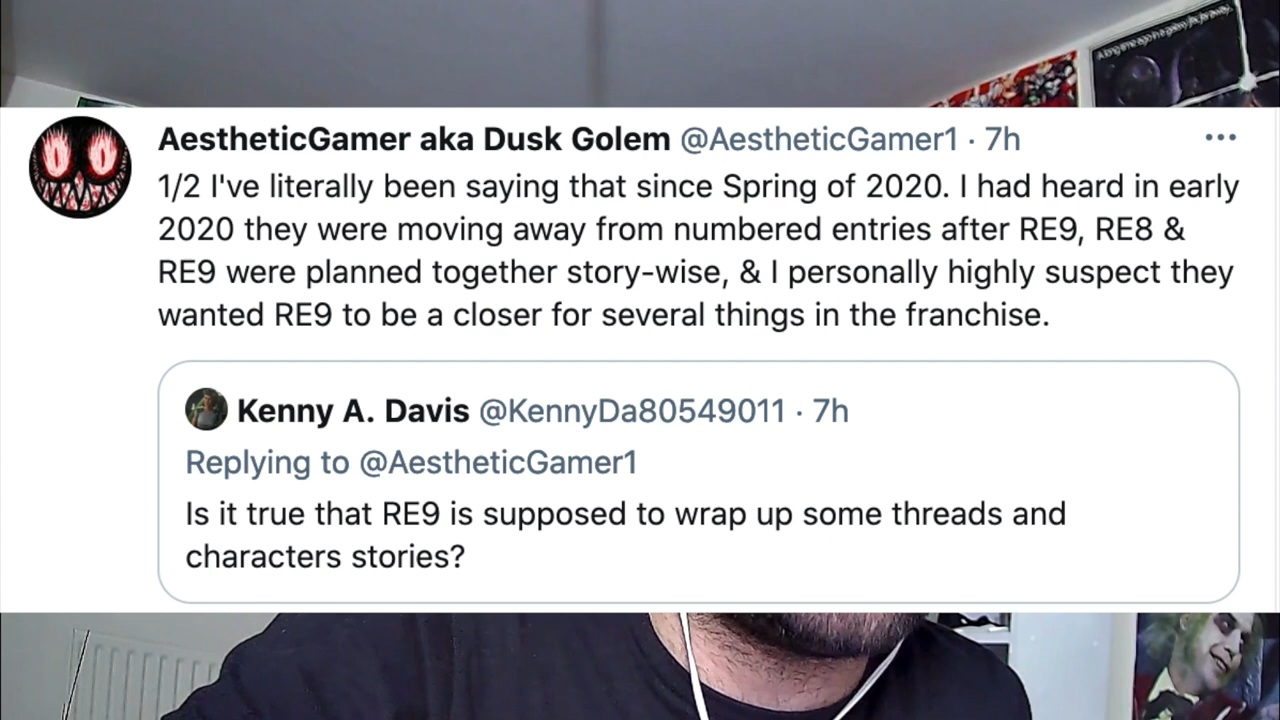 AestheticGamer aka Dusk Golem @AestheticGamer1 · 7h
1/2 I've literally been saying that since Spring of 2020. I had heard in early
2020 they were moving away from numbered entries after RE9, RE8 &
RE9 were planned together story-wise, & I personally highly suspect they
wanted RE9 to be a closer for several things in the franchise.
Kenny A. Davis @KennyDa80549011 · 7h
Replying to @AestheticGamer1
Is it true that RE9 is supposed to wrap up some threads and
characters stories?